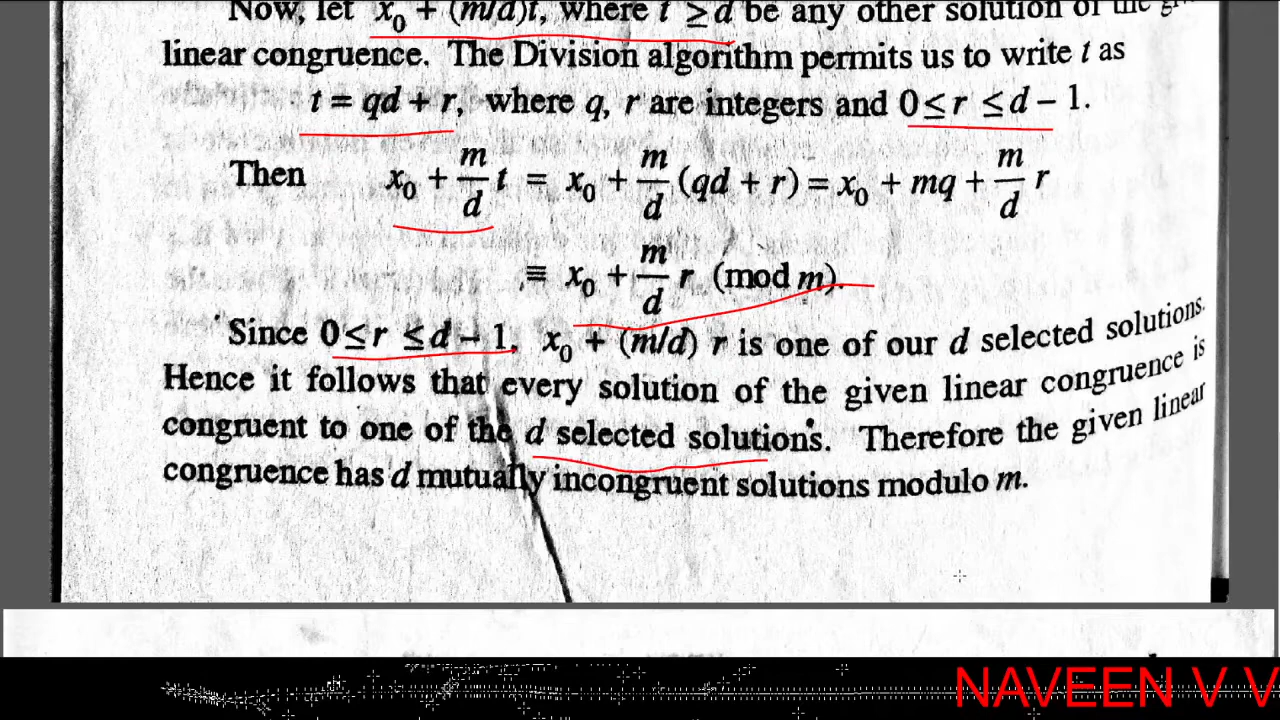 Now, let x₀ + (m/d)t, where t ≥ d be any other solution of the
linear congruence. The Division algorithm permits us to write t as
t = qd + r, where q, r are integers and 0 ≤ r ≤ d – 1.
Then x₀ + m/d t = x₀ + m/d (qd + r) = x₀ + mq + m/d r
≡ x₀ + m/d r (mod m).
Since 0 ≤ r ≤ d – 1, x₀ + (m/d) r is one of our d selected solutions.
Hence it follows that every solution of the given linear congruence is
congruent to one of the d selected solutions. Therefore the given linear
congruence has d mutually incongruent solutions modulo m.
NAVEEN V V